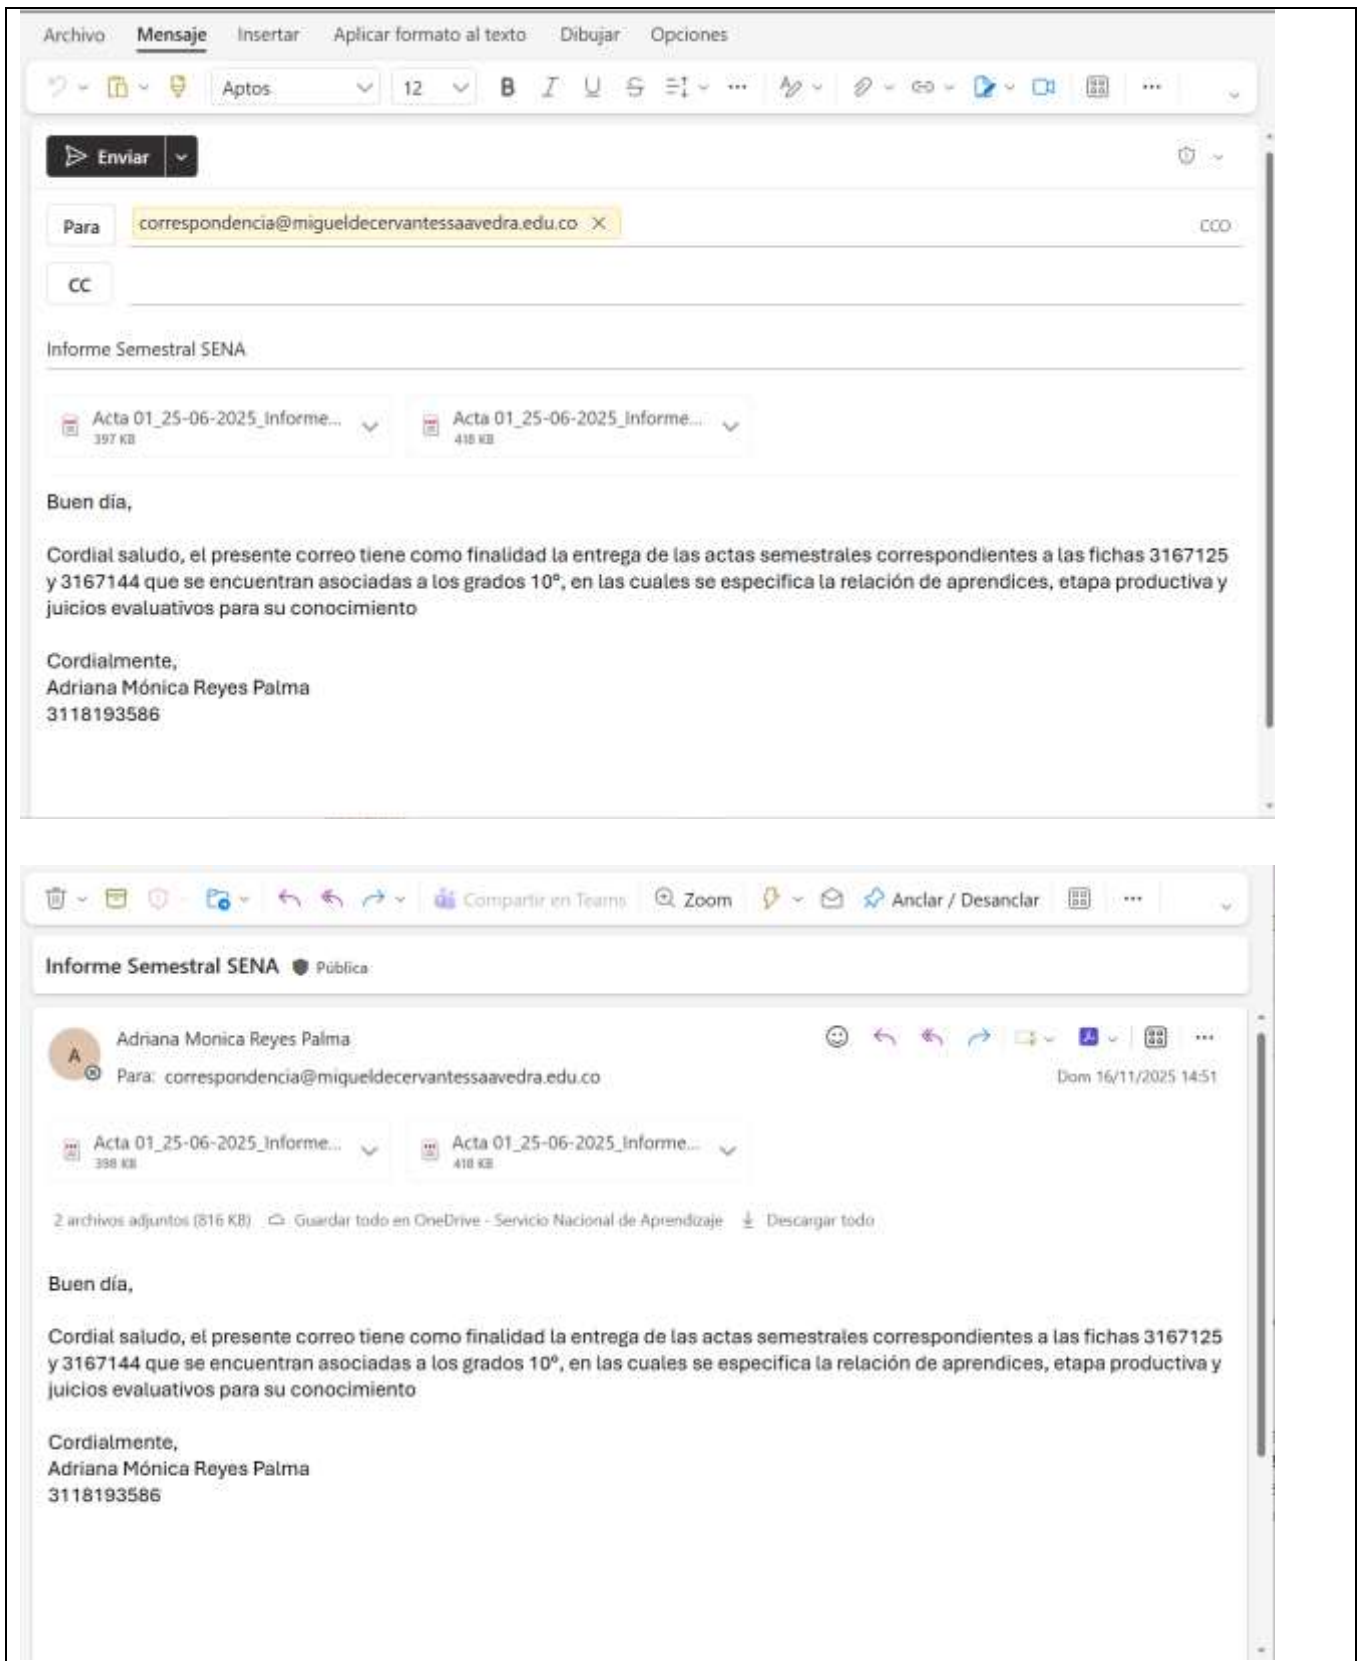 Archivo Mensaje Insertar Aplicar formato al texto Dibujar Opciones
Aptos 12 B I U S
Enviar
Para correspondencia@migueldecervantessaavedra.edu.co CCO
CC
Informe Semestral SENA
Acta 01_25-06-2025_Informe... Acta 01_25-06-2025_Informe...
397 KB 418 KB
Buen día,
Cordial saludo, el presente correo tiene como finalidad la entrega de las actas semestrales correspondientes a las fichas 3167125
y 3167144 que se encuentran asociadas a los grados 10°, en las cuales se especifica la relación de aprendices, etapa productiva y
juicios evaluativos para su conocimiento
Cordialmente,
Adriana Mónica Reyes Palma
3118193586
Compartir en Teams Zoom Anclar / Desanclar
Informe Semestral SENA Pública
A
Adriana Monica Reyes Palma
Para: correspondencia@migueldecervantessaavedra.edu.co Dom 16/11/2025 14:51
Acta 01_25-06-2025_Informe... Acta 01_25-06-2025_Informe...
398 KB 418 KB
2 archivos adjuntos (816 KB) Guardar todo en OneDrive - Servicio Nacional de Aprendizaje Descargar todo
Buen día,
Cordial saludo, el presente correo tiene como finalidad la entrega de las actas semestrales correspondientes a las fichas 3167125
y 3167144 que se encuentran asociadas a los grados 10°, en las cuales se especifica la relación de aprendices, etapa productiva y
juicios evaluativos para su conocimiento
Cordialmente,
Adriana Mónica Reyes Palma
3118193586